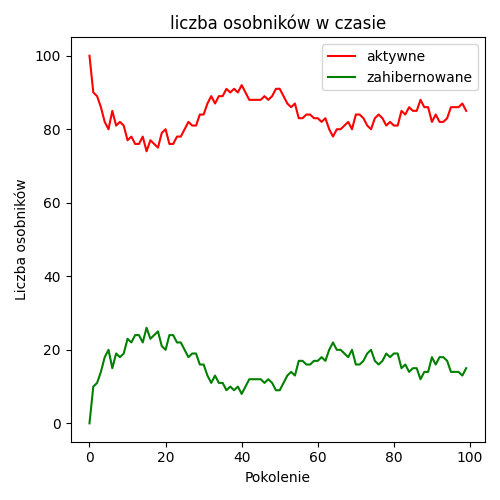 liczba osobników w czasie
aktywne
zahibernowane
Liczba osobników
100
80
60
40
20
0
0 20 40 60 80 100
Pokolenie